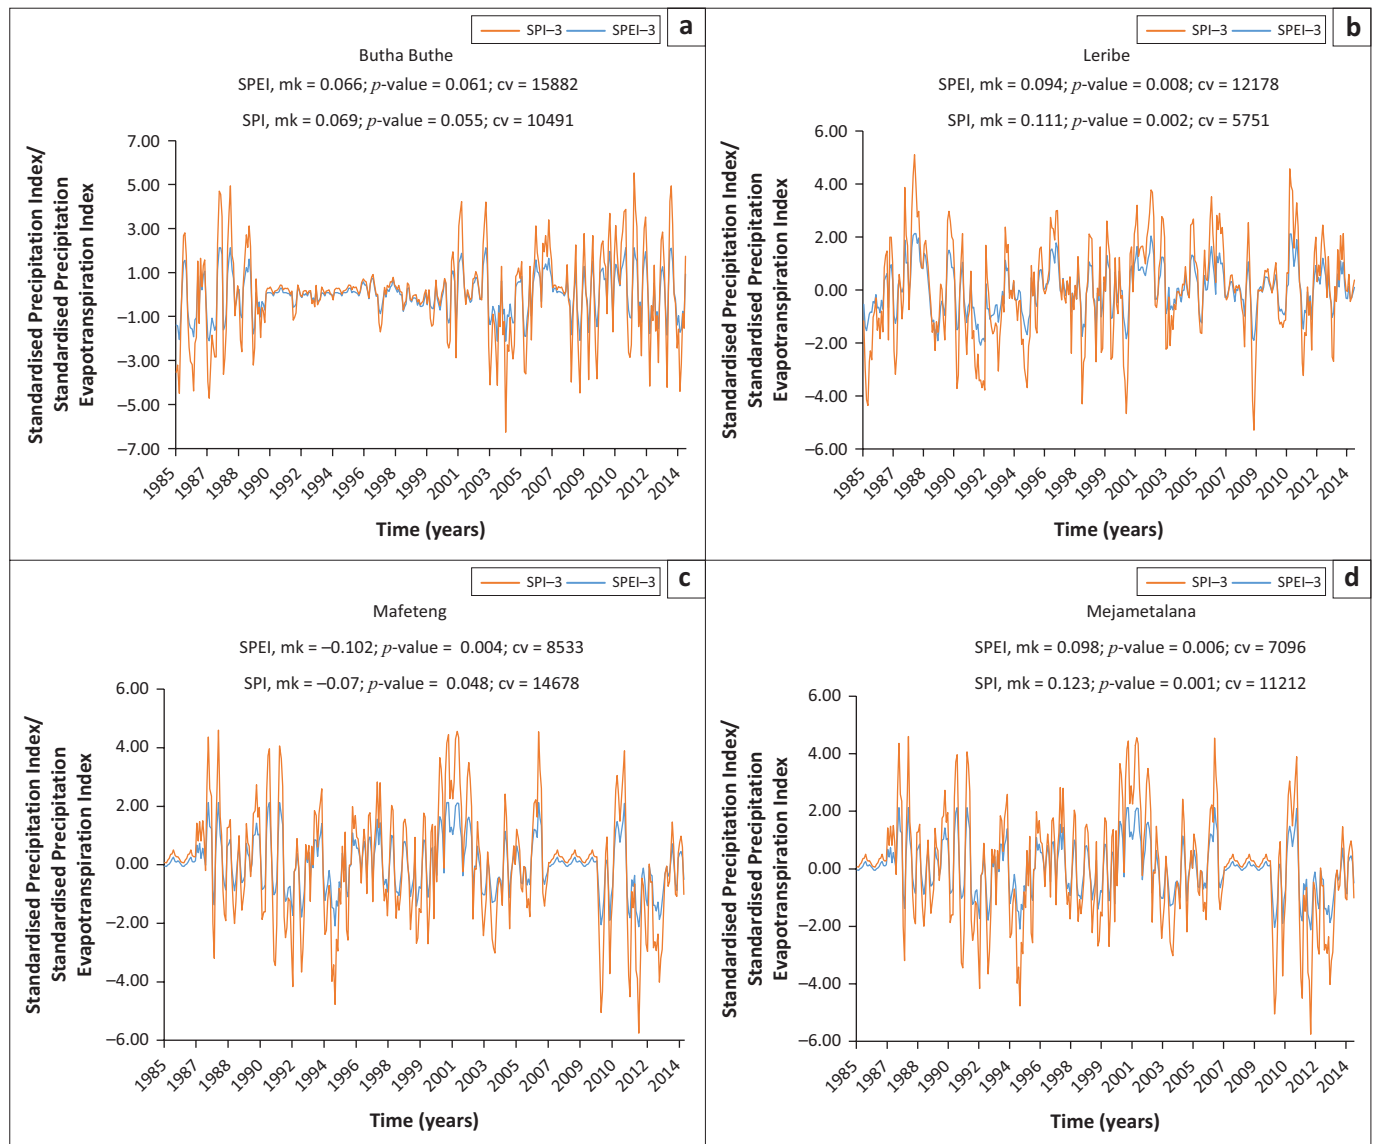 SPI–3 SPEI–3 a
Butha Buthe
SPEI, mk = 0.066; p-value = 0.061; cv = 15882
SPI, mk = 0.069; p-value = 0.055; cv = 10491
Standardised Precipitation Index/
Standardised Precipitation
Evapotranspiration Index
7.00
5.00
3.00
1.00
–1.00
–3.00
–5.00
–7.00
1985 1987 1988 1990 1992 1994 1996 1997 1999 2001 2003 2005 2007 2009 2010 2012 2014
Time (years)
SPI–3 SPEI–3 b
Leribe
SPEI, mk = 0.094; p-value = 0.008; cv = 12178
SPI, mk = 0.111; p-value = 0.002; cv = 5751
Standardised Precipitation Index/
Standardised Precipitation
Evapotranspiration Index
6.00
4.00
2.00
0.00
–2.00
–4.00
–6.00
1985 1987 1988 1990 1992 1994 1996 1998 1999 2001 2003 2005 2007 2009 2010 2012 2014
Time (years)
SPI–3 SPEI–3 c
Mafeteng
SPEI, mk = –0.102; p-value = 0.004; cv = 8533
SPI, mk = –0.07; p-value = 0.048; cv = 14678
Standardised Precipitation Index/
Standardised Precipitation
Evapotranspiration Index
6.00
4.00
2.00
0.00
–2.00
–4.00
–6.00
1985 1987 1988 1990 1992 1994 1996 1998 1999 2001 2003 2005 2007 2009 2010 2012 2014
Time (years)
SPI–3 SPEI–3 d
Mejametalana
SPEI, mk = 0.098; p-value = 0.006; cv = 7096
SPI, mk = 0.123; p-value = 0.001; cv = 11212
Standardised Precipitation Index/
Standardised Precipitation
Evapotranspiration Index
6.00
4.00
2.00
0.00
–2.00
–4.00
–6.00
1985 1987 1988 1990 1992 1994 1996 1998 1999 2001 2003 2005 2007 2009 2010 2012 2014
Time (years)